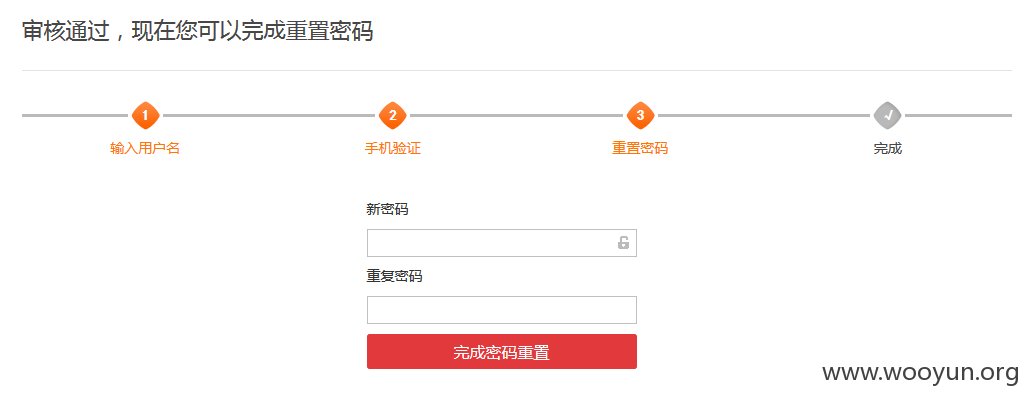 审核通过，现在您可以完成重置密码
1 2 3
输入用户名 手机验证 重置密码 完成
新密码
重复密码
完成密码重置
www.wooyun.org